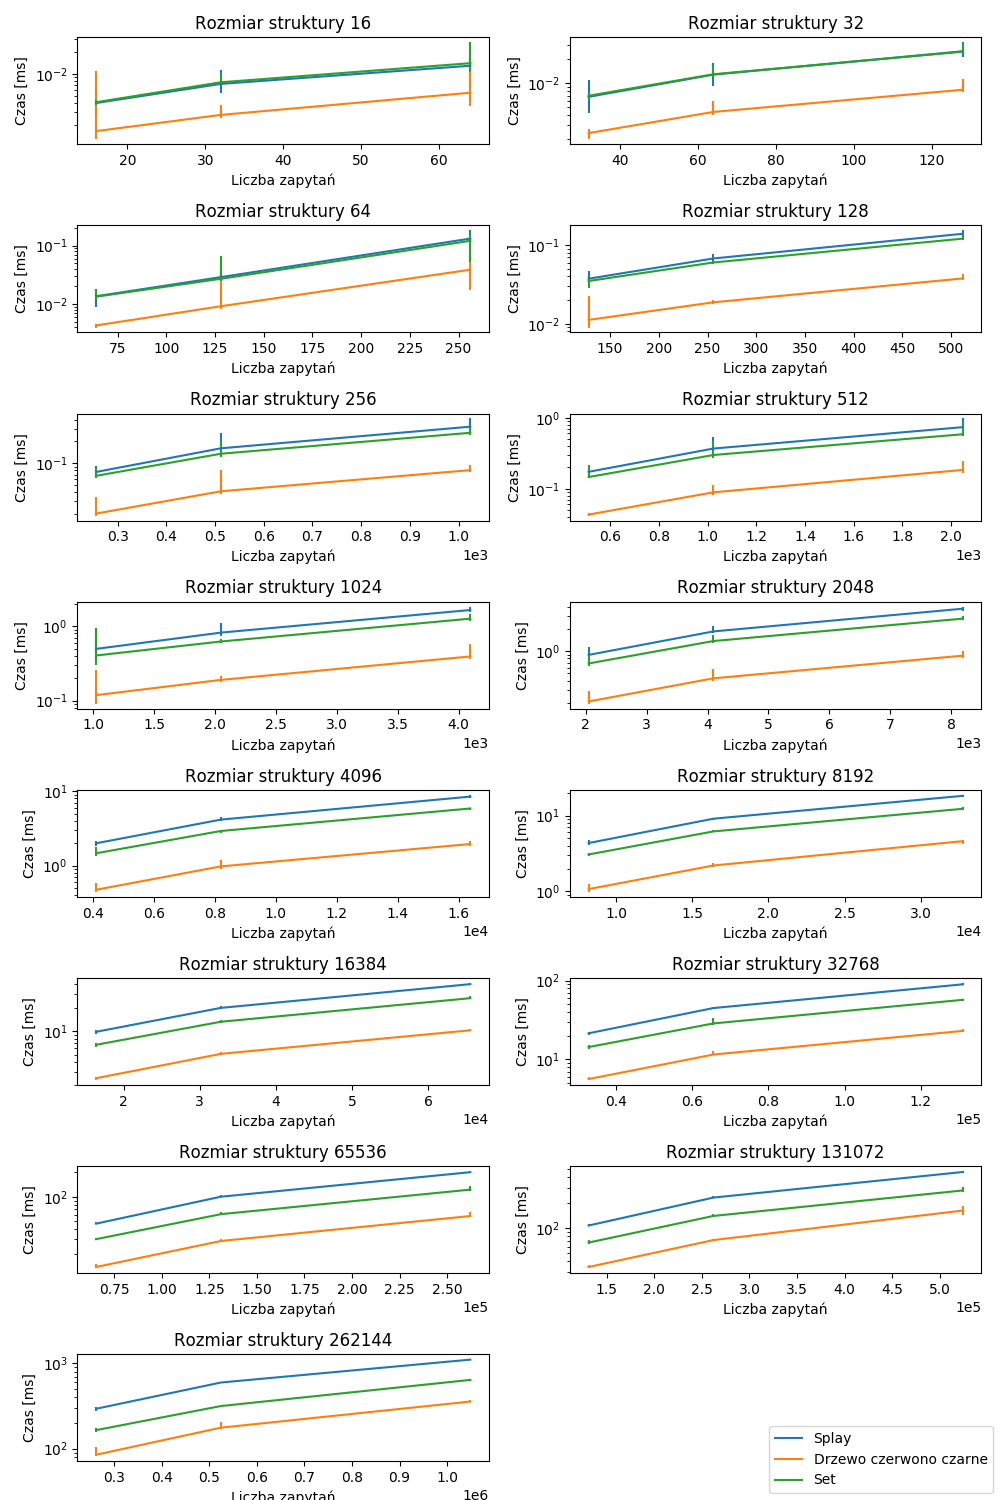 Rozmiar struktury 16
Czas [ms]
10⁻²
20 30 40 50 60
Liczba zapytań
Rozmiar struktury 32
Czas [ms]
10⁻²
40 60 80 100 120
Liczba zapytań
Rozmiar struktury 64
Czas [ms]
10⁻¹
10⁻²
75 100 125 150 175 200 225 250
Liczba zapytań
Rozmiar struktury 128
Czas [ms]
10⁻¹
10⁻²
150 200 250 300 350 400 450 500
Liczba zapytań
Rozmiar struktury 256
Czas [ms]
10⁻¹
0.3 0.4 0.5 0.6 0.7 0.8 0.9 1.0
Liczba zapytań
1e3
Rozmiar struktury 512
Czas [ms]
10⁰
10⁻¹
0.6 0.8 1.0 1.2 1.4 1.6 1.8 2.0
Liczba zapytań
1e3
Rozmiar struktury 1024
Czas [ms]
10⁰
10⁻¹
1.0 1.5 2.0 2.5 3.0 3.5 4.0
Liczba zapytań
1e3
Rozmiar struktury 2048
Czas [ms]
10⁰
2 3 4 5 6 7 8
Liczba zapytań
1e3
Rozmiar struktury 4096
Czas [ms]
10¹
10⁰
0.4 0.6 0.8 1.0 1.2 1.4 1.6
Liczba zapytań
1e4
Rozmiar struktury 8192
Czas [ms]
10¹
10⁰
1.0 1.5 2.0 2.5 3.0
Liczba zapytań
1e4
Rozmiar struktury 16384
Czas [ms]
10¹
2 3 4 5 6
Liczba zapytań
1e4
Rozmiar struktury 32768
Czas [ms]
10²
10¹
0.4 0.6 0.8 1.0 1.2
Liczba zapytań
1e5
Rozmiar struktury 65536
Czas [ms]
10²
0.75 1.00 1.25 1.50 1.75 2.00 2.25 2.50
Liczba zapytań
1e5
Rozmiar struktury 131072
Czas [ms]
10²
1.5 2.0 2.5 3.0 3.5 4.0 4.5 5.0
Liczba zapytań
1e5
Rozmiar struktury 262144
Czas [ms]
10³
10²
0.3 0.4 0.5 0.6 0.7 0.8 0.9 1.0
Liczba zapytań
1e6
Splay
Drzewo czerwono czarne
Set